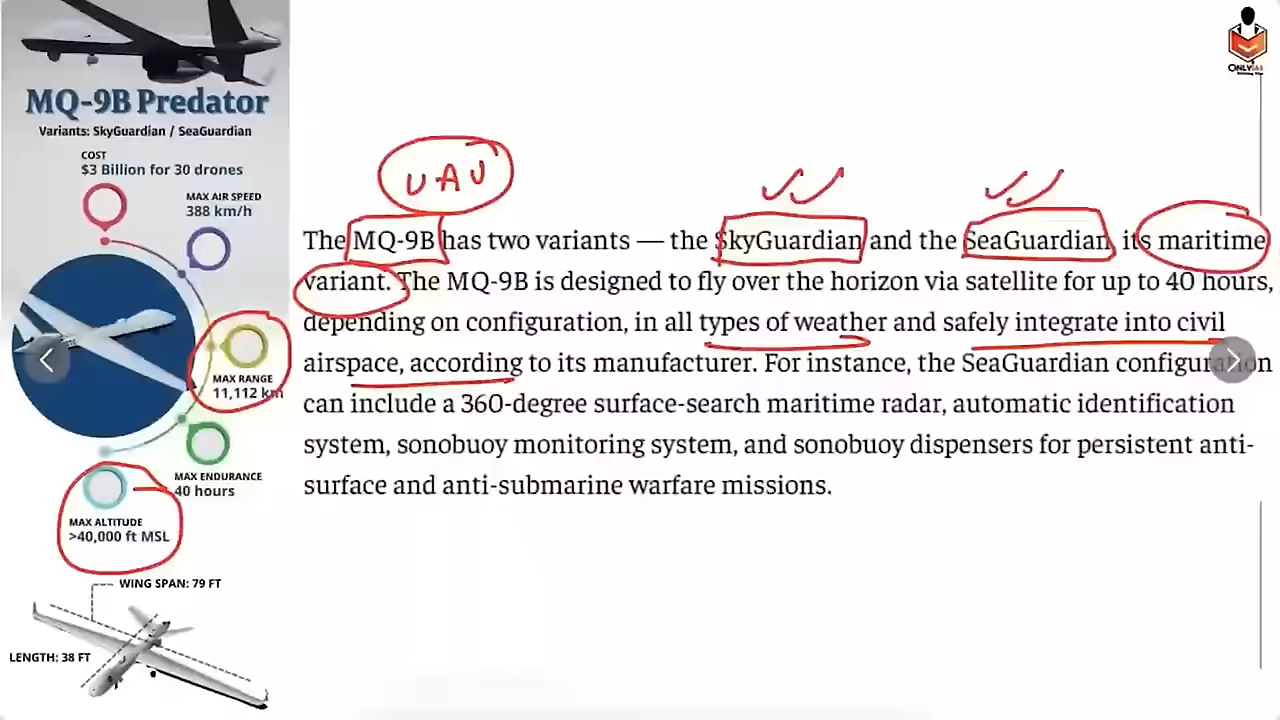 MQ-9B Predator
Variants: SkyGuardian / SeaGuardian
COST
$3 Billion for 30 drones
MAX AIR SPEED
388 km/h
MAX RANGE
11,112 km
MAX ENDURANCE
40 hours
MAX ALTITUDE
>40,000 ft MSL
WING SPAN: 79 FT
LENGTH: 38 FT
UAV
The MQ-9B has two variants — the SkyGuardian and the SeaGuardian, its maritime
variant. The MQ-9B is designed to fly over the horizon via satellite for up to 40 hours,
depending on configuration, in all types of weather and safely integrate into civil
airspace, according to its manufacturer. For instance, the SeaGuardian configuration
can include a 360-degree surface-search maritime radar, automatic identification
system, sonobuoy monitoring system, and sonobuoy dispensers for persistent anti-
surface and anti-submarine warfare missions.
ONLYIAS